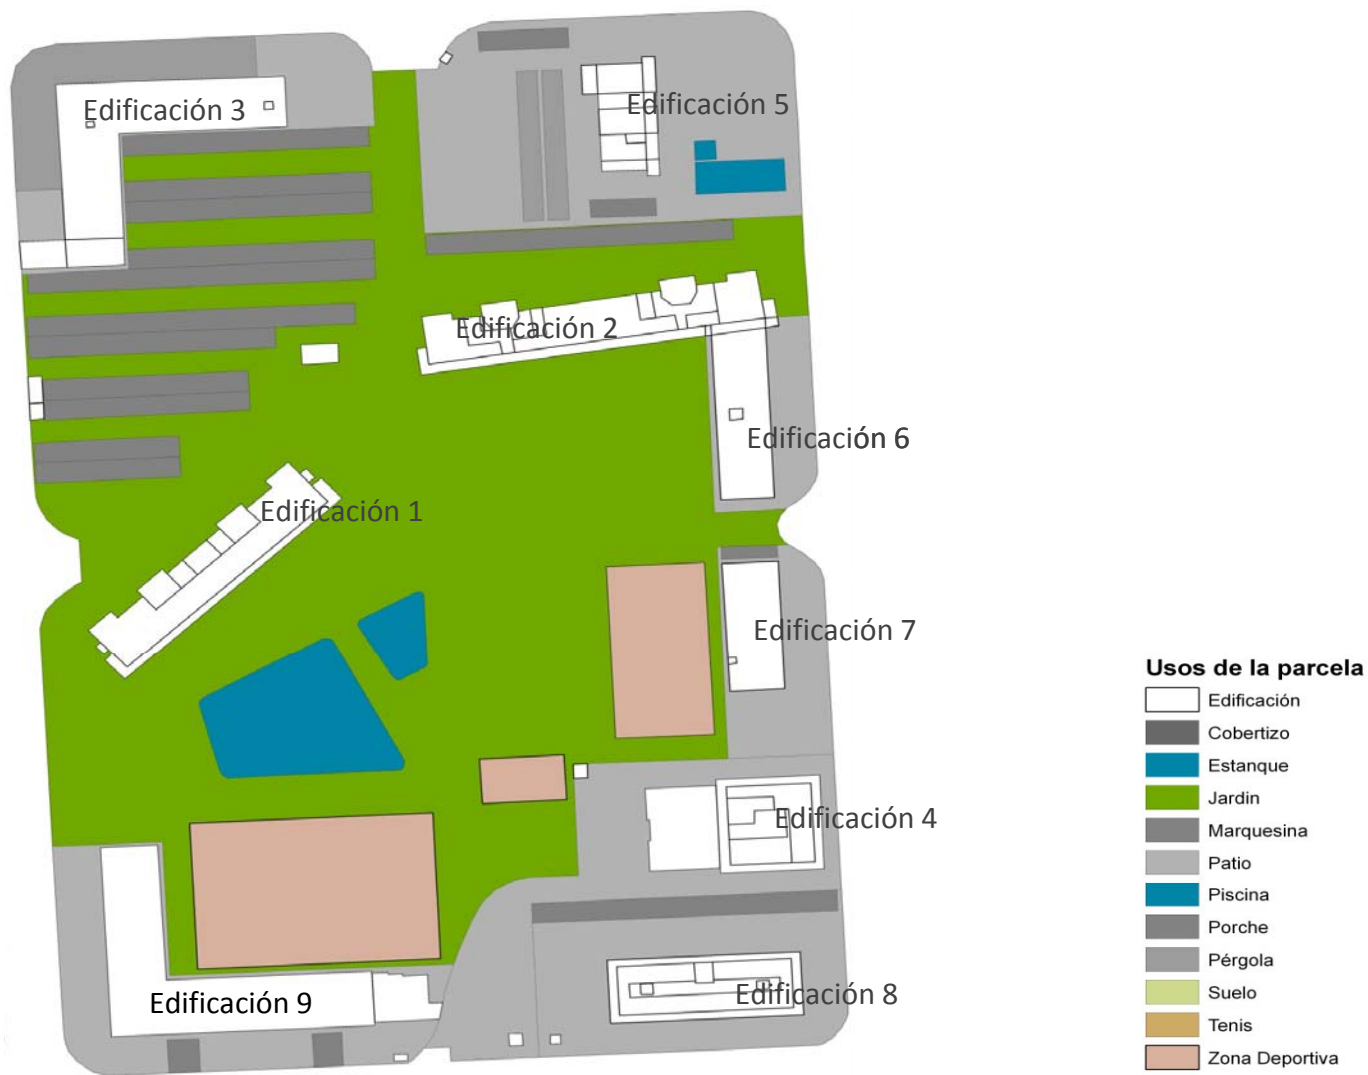 Edificación 3
Edificación 5
Edificación 2
Edificación 6
Edificación 1
Edificación 7
Edificación 4
Edificación 9
Edificación 8
Usos de la parcela
Edificación
Cobertizo
Estanque
Jardin
Marquesina
Patio
Piscina
Porche
Pérgola
Suelo
Tenis
Zona Deportiva